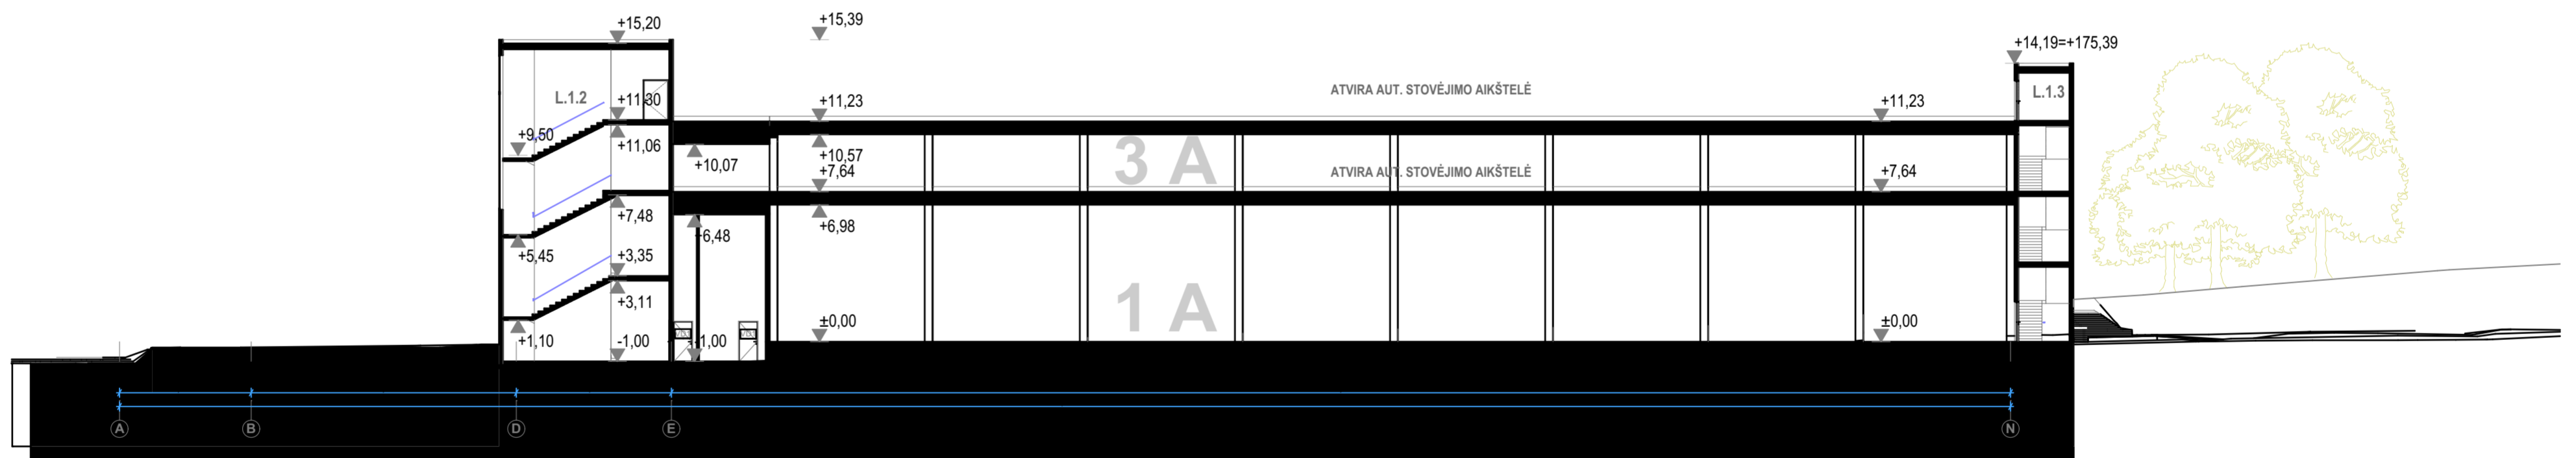 +15,20
+15,39
+14,19=+175,39
ATVIRA AUT. STOVĖJIMO AIKŠTELĖ
L.1.2
L.1.3
+11,30
+11,23
+11,23
+9,50
+11,06
+10,57
+10,07
3 A
+7,64
ATVIRA AUT. STOVĖJIMO AIKŠTELĖ
+7,64
+7,48
+6,98
+6,48
+5,45
+3,35
+3,11
1 A
±0,00
±0,00
+1,10
-1,00
-1,00
A
B
D
E
N